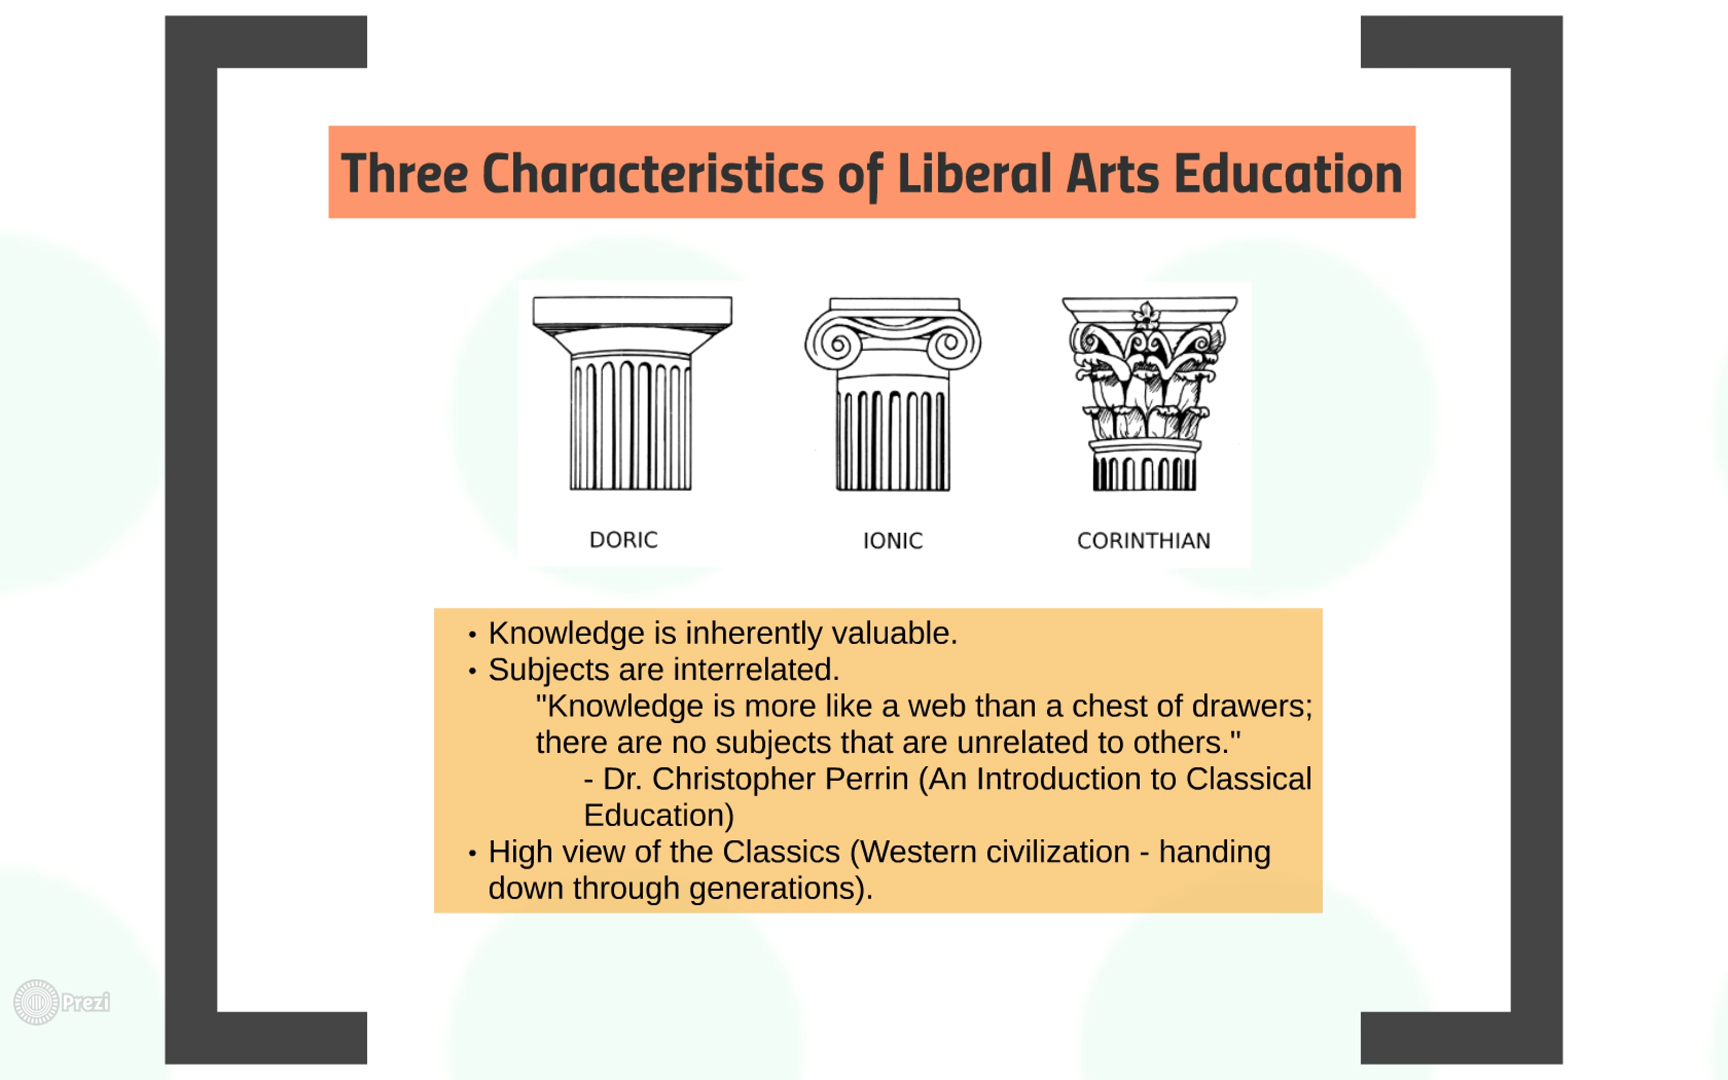 Three Characteristics of Liberal Arts Education
DORIC
IONIC
CORINTHIAN
• Knowledge is inherently valuable.
• Subjects are interrelated.
"Knowledge is more like a web than a chest of drawers;
there are no subjects that are unrelated to others."
- Dr. Christopher Perrin (An Introduction to Classical
Education)
• High view of the Classics (Western civilization - handing
down through generations).
Prezi